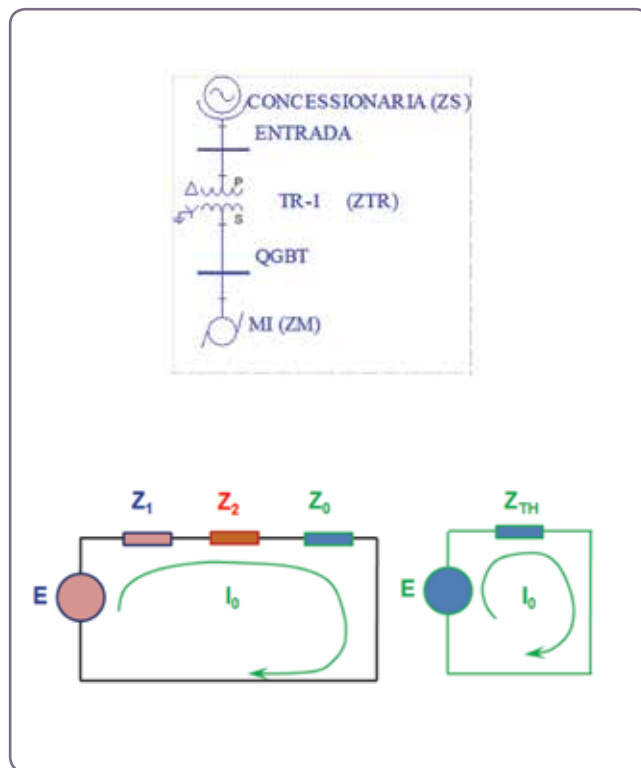 CONCESSIONARIA (ZS)
ENTRADA
Δ P
TR-1 (ZTR)
S
QGBT
MI (ZM)
Z1 Z2 Z0
E I0
ZTH
E I0